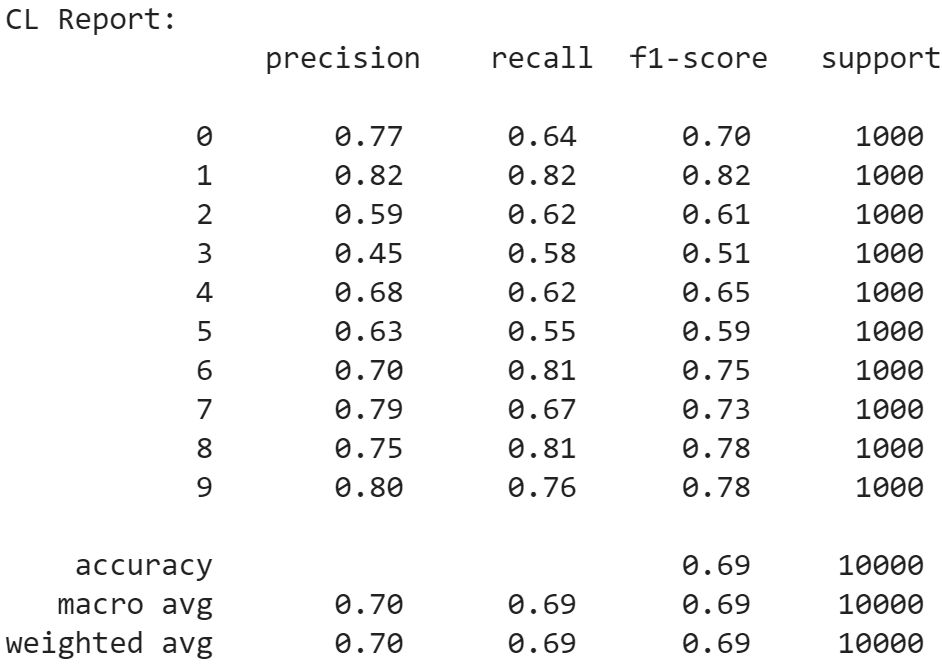 CL Report:
precision recall f1-score support
0 0.77 0.64 0.70 1000
1 0.82 0.82 0.82 1000
2 0.59 0.62 0.61 1000
3 0.45 0.58 0.51 1000
4 0.68 0.62 0.65 1000
5 0.63 0.55 0.59 1000
6 0.70 0.81 0.75 1000
7 0.79 0.67 0.73 1000
8 0.75 0.81 0.78 1000
9 0.80 0.76 0.78 1000
accuracy 0.69 10000
macro avg 0.70 0.69 0.69 10000
weighted avg 0.70 0.69 0.69 10000